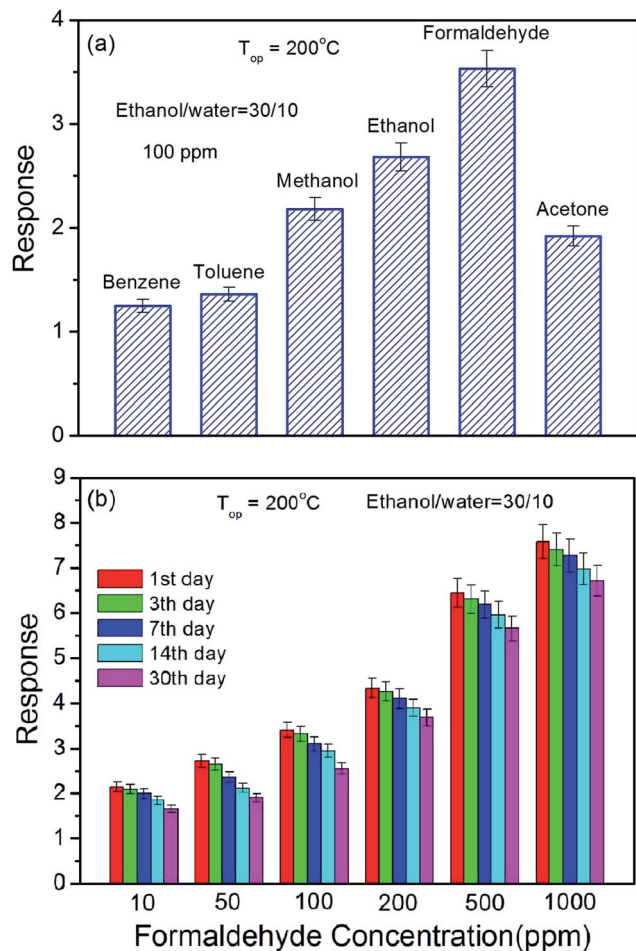 (a)
T_op = 200°C
Formaldehyde
Ethanol/water=30/10
100 ppm
Ethanol
Methanol
Acetone
Benzene
Toluene
Response
4
3
2
1
0
(b)
T_op = 200°C Ethanol/water=30/10
1st day
3th day
7th day
14th day
30th day
Response
9
8
7
6
5
4
3
2
1
0
10 50 100 200 500 1000
Formaldehyde Concentration(ppm)